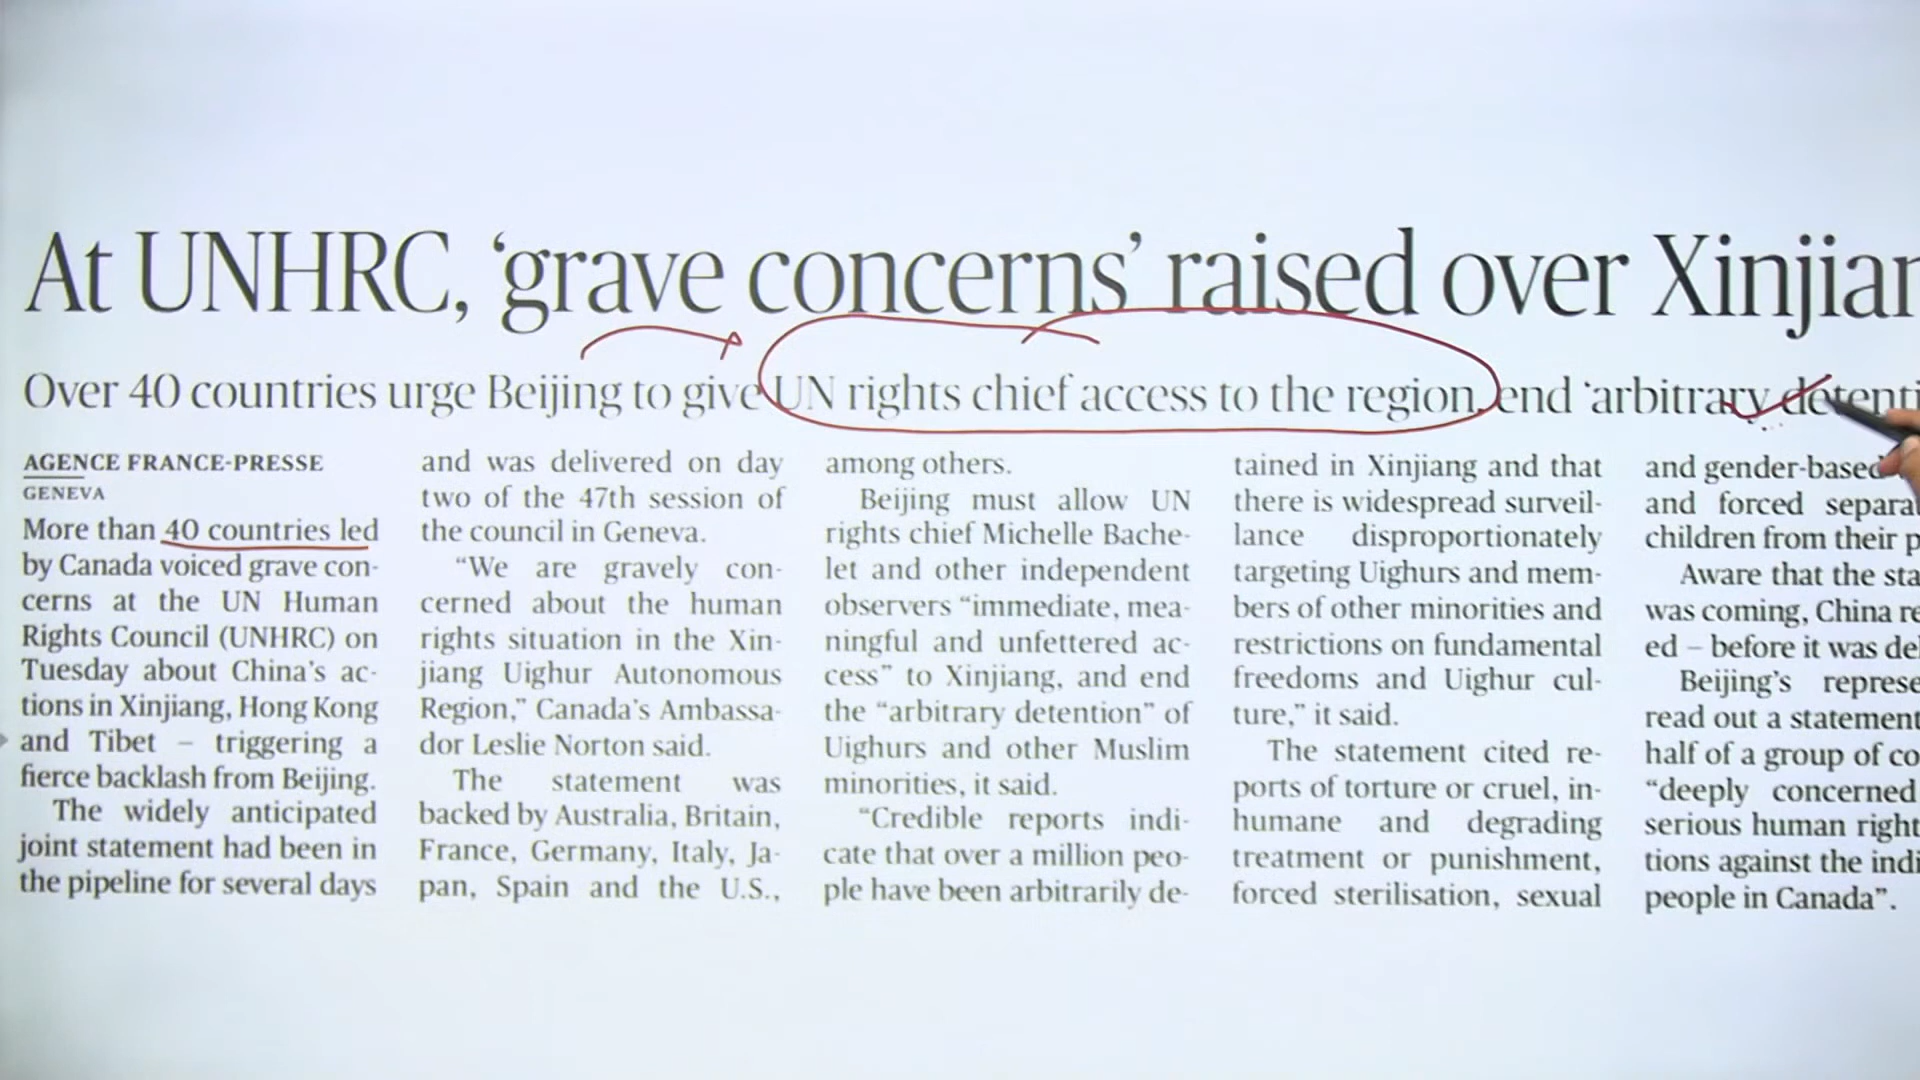 At UNHRC, ‘grave concerns’ raised over
Over 40 countries urge Beijing to give UN rights chief access to the region, end ‘arbitrary
AGENCE FRANCE-PRESSE
GENEVA
More than 40 countries led
by Canada voiced grave con-
cerns at the UN Human
Rights Council (UNHRC) on
Tuesday about China’s ac-
tions in Xinjiang, Hong Kong
and Tibet – triggering a
fierce backlash from Beijing.
The widely anticipated
joint statement had been in
the pipeline for several days
and was delivered on day
two of the 47th session of
the council in Geneva.
“We are gravely con-
cerned about the human
rights situation in the Xin-
jiang Uighur Autonomous
Region,” Canada’s Ambassa-
dor Leslie Norton said.
The statement was
backed by Australia, Britain,
France, Germany, Italy, Ja-
pan, Spain and the U.S.,
among others.
Beijing must allow UN
rights chief Michelle Bache-
let and other independent
observers “immediate, mea-
ningful and unfettered ac-
cess” to Xinjiang, and end
the “arbitrary detention” of
Uighurs and other Muslim
minorities, it said.
“Credible reports indi-
cate that over a million peo-
ple have been arbitrarily de-
tained in Xinjiang and that
there is widespread surveil-
lance disproportionately
targeting Uighurs and mem-
bers of other minorities and
restrictions on fundamental
freedoms and Uighur cul-
ture,” it said.
The statement cited re-
ports of torture or cruel, in-
humane and degrading
treatment or punishment,
forced sterilisation, sexual
and gender-based
and forced
children from their
Aware that the
was coming, China
ed – before it was
Beijing’s
read out a statement
half of a group of
“deeply concerned
serious human
tions against the
people in Canada”.